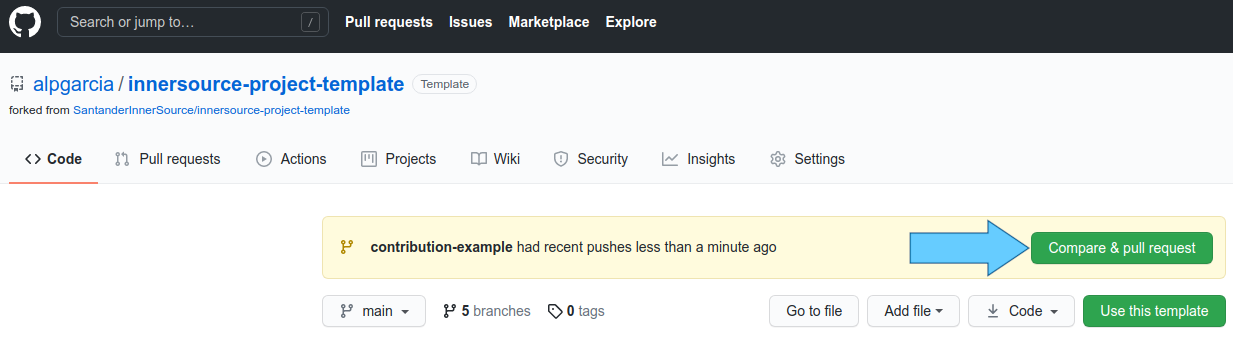 Search or jump to… / Pull requests Issues Marketplace Explore
alpgarcia / innersource-project-template Template
forked from SantanderInnerSource/innersource-project-template
Code Pull requests Actions Projects Wiki Security Insights Settings
contribution-example had recent pushes less than a minute ago Compare & pull request
main 5 branches 0 tags Go to file Add file Code Use this template